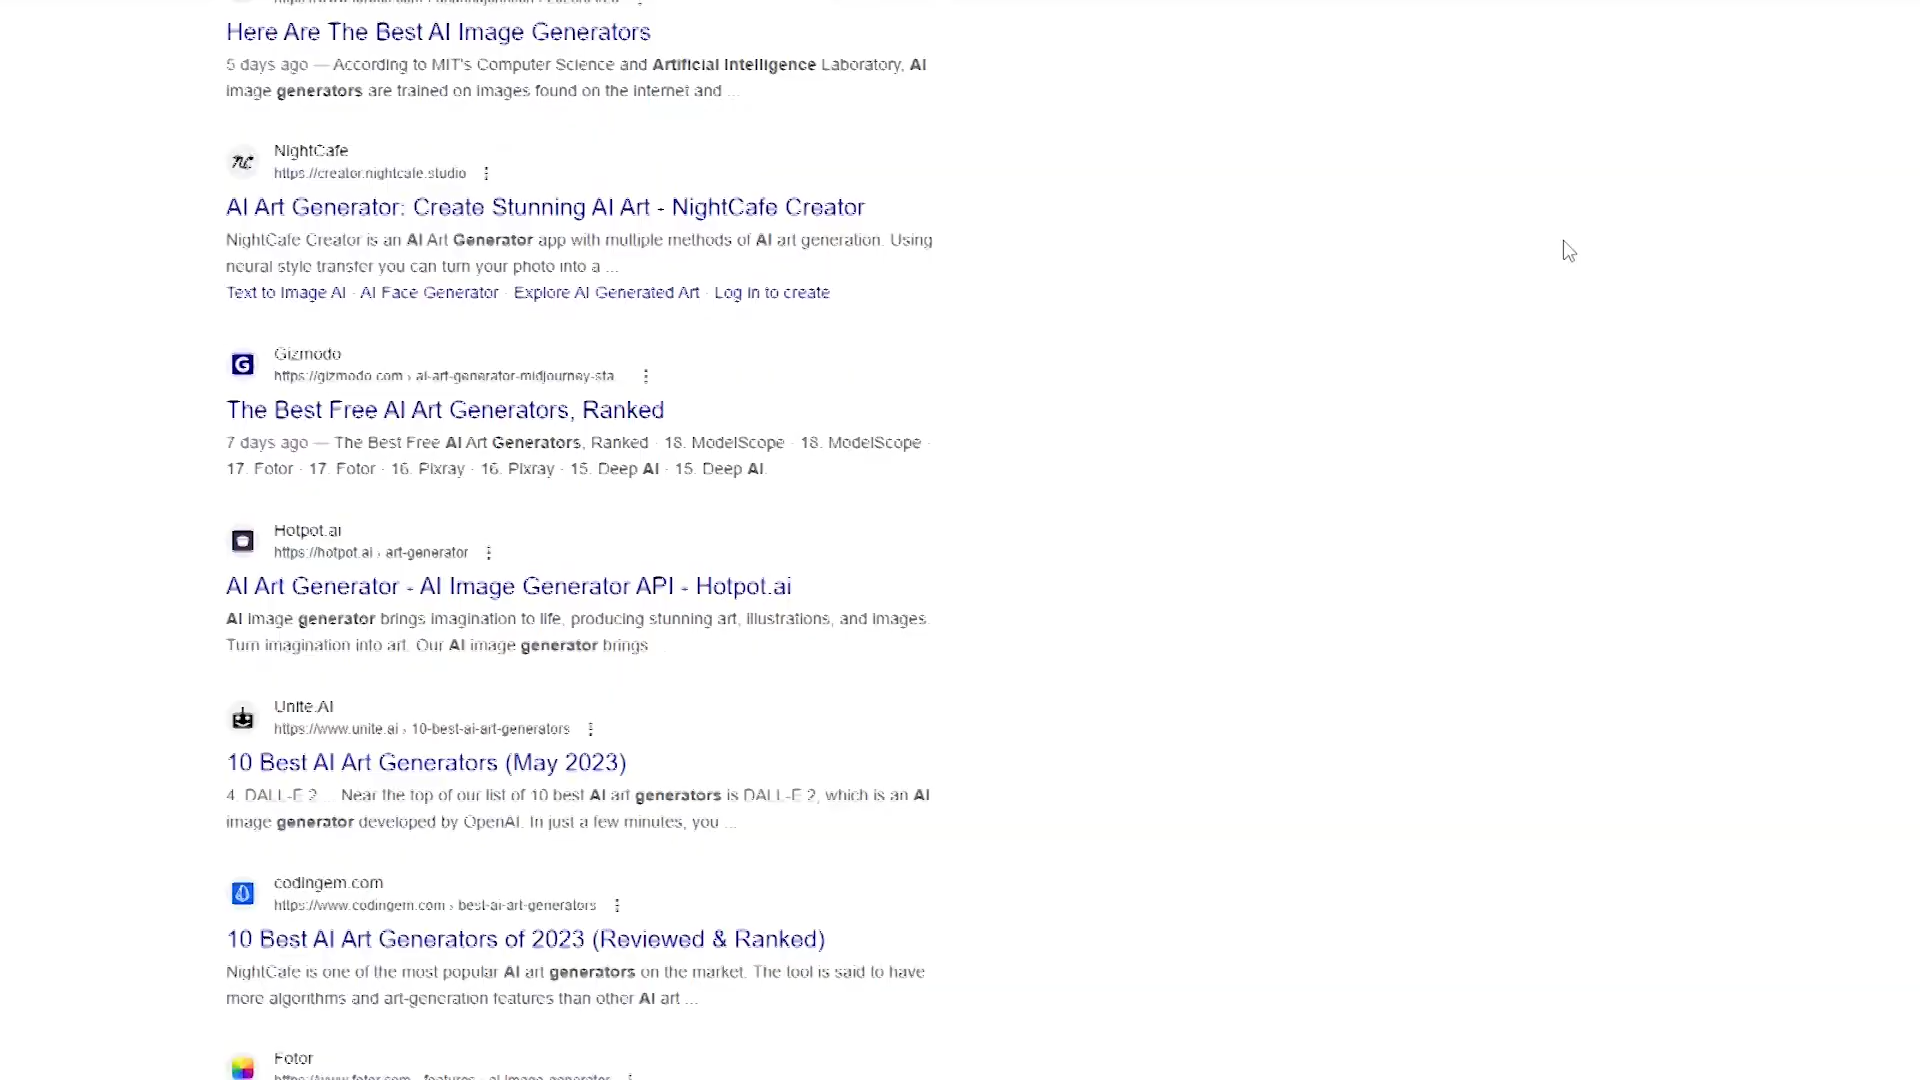 Here Are The Best AI Image Generators
5 days ago — According to MIT's Computer Science and Artificial Intelligence Laboratory, AI
image generators are trained on images found on the internet and ...
NightCafe
https://creator.nightcafe.studio
AI Art Generator: Create Stunning AI Art - NightCafe Creator
NightCafe Creator is an AI Art Generator app with multiple methods of AI art generation. Using
neural style transfer you can turn your photo into a ...
Text to Image AI · AI Face Generator · Explore AI Generated Art · Log in to create
Gizmodo
https://gizmodo.com › ai-art-generator-midjourney-sta...
The Best Free AI Art Generators, Ranked
7 days ago — The Best Free AI Art Generators, Ranked · 18. ModelScope · 18. ModelScope ·
17. Fotor · 17. Fotor · 16. Pixray · 16. Pixray · 15. Deep AI · 15. Deep AI.
Hotpot.ai
https://hotpot.ai › art-generator
AI Art Generator - AI Image Generator API - Hotpot.ai
AI image generator brings imagination to life, producing stunning art, illustrations, and images.
Turn imagination into art. Our AI image generator brings
Unite.AI
https://www.unite.ai › 10-best-ai-art-generators
10 Best AI Art Generators (May 2023)
4. DALL-E 2 ... Near the top of our list of 10 best AI art generators is DALL-E 2, which is an AI
image generator developed by OpenAI. In just a few minutes, you ...
codingem.com
https://www.codingem.com › best-ai-art-generators
10 Best AI Art Generators of 2023 (Reviewed & Ranked)
NightCafe is one of the most popular AI art generators on the market. The tool is said to have
more algorithms and art-generation features than other AI art ...
Fotor
https://www.fotor.com › features › ai-image-generator